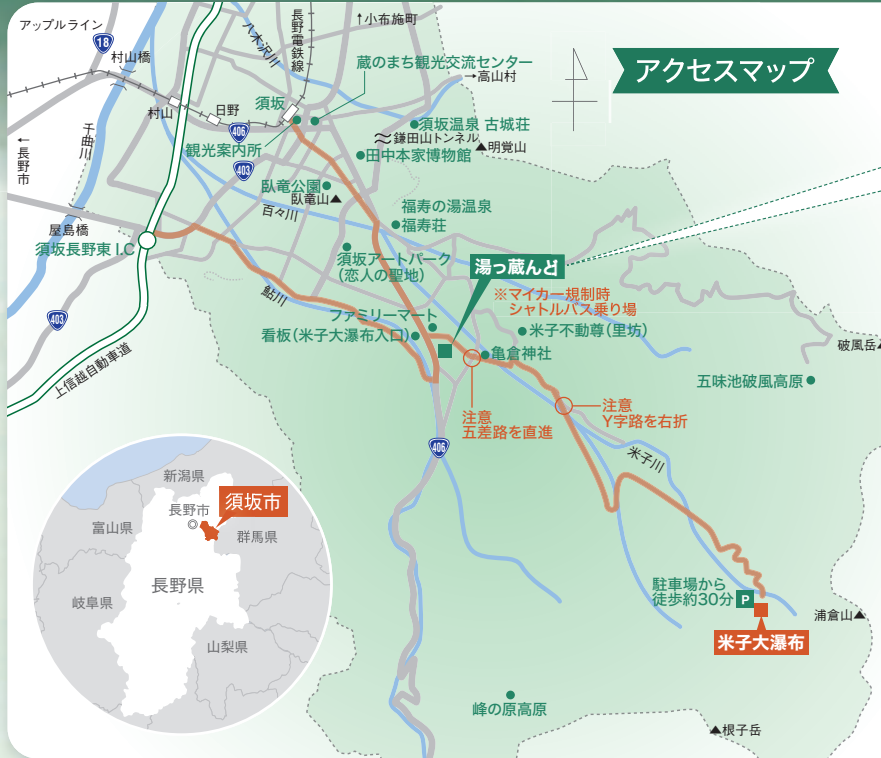 アクセスマップ
アップルライン
18
村山橋
八木沢川
長野電鉄線
↑小布施町
蔵のまち観光交流センター
→高山村
村山
日野
須坂
406
千曲川
←長野市
観光案内所
403
須坂温泉 古城荘
鎌田山トンネル
▲明覚山
田中本家博物館
臥竜公園
臥竜山▲
百々川
福寿の湯温泉
福寿荘
屋島橋
須坂長野東 I.C
須坂アートパーク
(恋人の聖地)
湯っ蔵んど
※マイカー規制時
シャトルバス乗り場
鮎川
ファミリーマート
看板(米子大瀑布入口)
米子不動尊(里坊)
亀倉神社
403
上信越自動車道
破風岳▲
五味池破風高原
注意
五差路を直進
注意
Y字路を右折
406
米子川
新潟県
長野市
須坂市
富山県
群馬県
長野県
岐阜県
山梨県
駐車場から
徒歩約30分
P
浦倉山▲
米子大瀑布
峰の原高原
▲根子岳